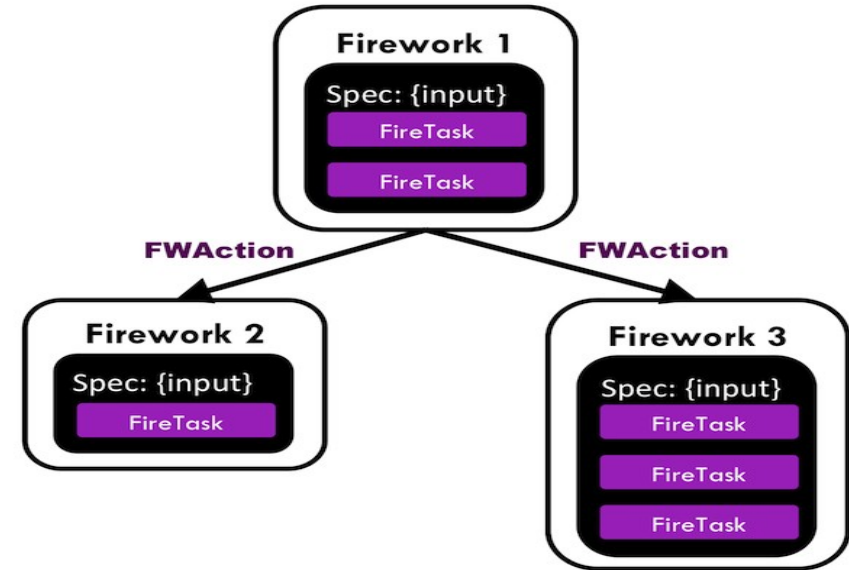 Firework 1
Spec: {input}
FireTask
FireTask
FWAction
FWAction
Firework 2
Spec: {input}
FireTask
Firework 3
Spec: {input}
FireTask
FireTask
FireTask